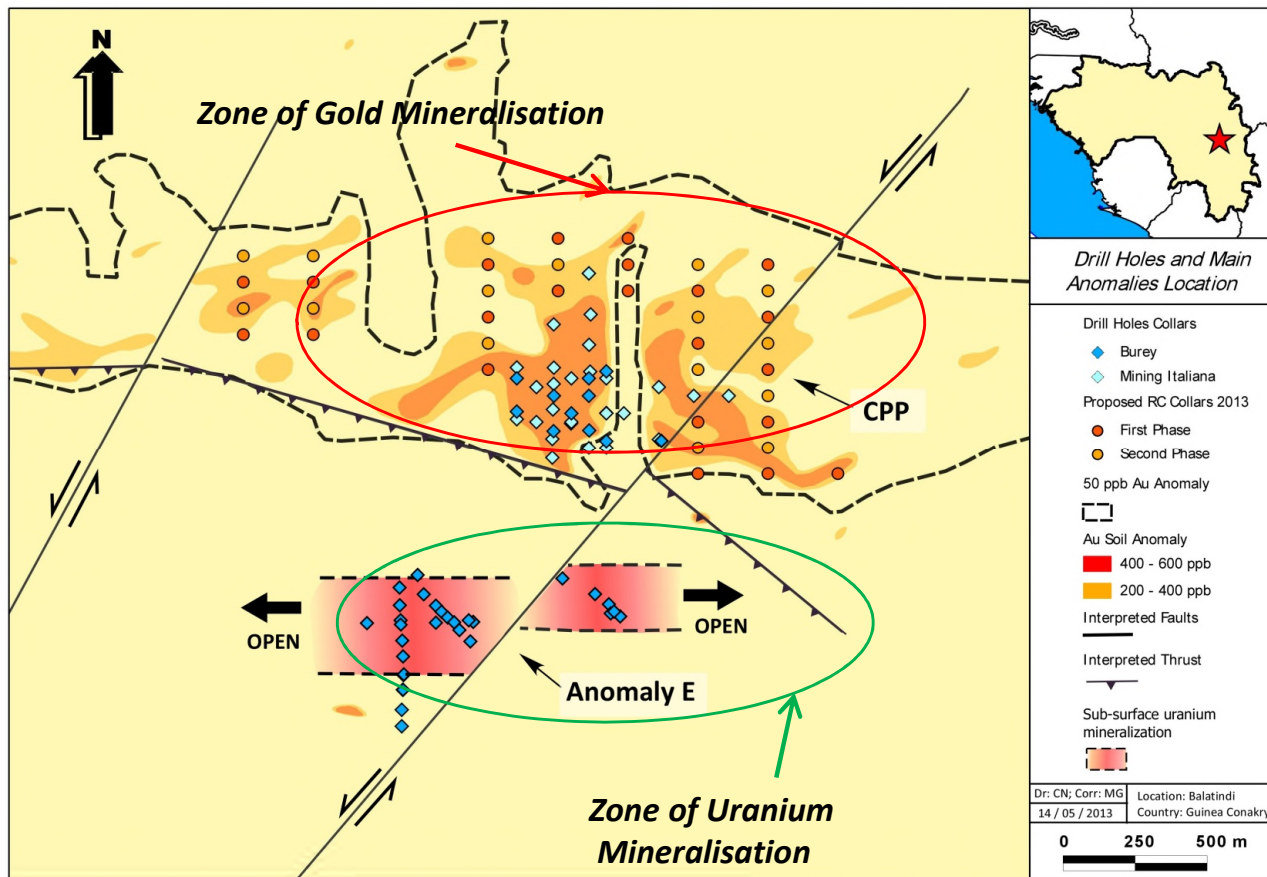 N
Zone of Gold Mineralisation
CPP
OPEN
OPEN
Anomaly E
Zone of Uranium
Mineralisation
Drill Holes and Main
Anomalies Location
Drill Holes Collars
Burey
Mining Italiana
Proposed RC Collars 2013
First Phase
Second Phase
50 ppb Au Anomaly
Au Soil Anomaly
400 - 600 ppb
200 - 400 ppb
Interpreted Faults
Interpreted Thrust
Sub-surface uranium
mineralization
Dr: CN; Corr: MG
14 / 05 / 2013
Location: Balatindi
Country: Guinea Conakry
0 250 500 m